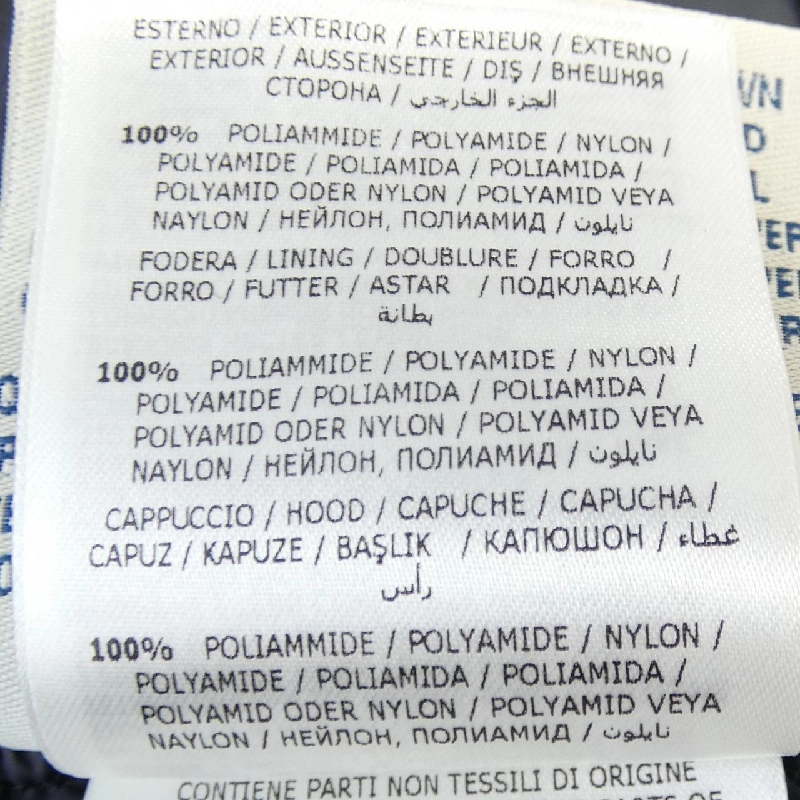 ESTERNO / EXTERIOR / EXTERIEUR / EXTERNO /
EXTERIOR / AUSSENSEITE / DIŞ / ВНЕШНЯЯ
СТОРОНА / الجزء الخارجي
100% POLIAMMIDE / POLYAMIDE / NYLON /
POLYAMIDE / POLIAMIDA / POLIAMIDA /
POLYAMID ODER NYLON / POLYAMID VEYA
NAYLON / НЕЙЛОН, ПОЛИАМИД / نايلون
FODERA / LINING / DOUBLURE / FORRO /
FORRO / FUTTER / ASTAR / ПОДКЛАДКА /
بطانة
100% POLIAMMIDE / POLYAMIDE / NYLON /
POLYAMIDE / POLIAMIDA / POLIAMIDA /
POLYAMID ODER NYLON / POLYAMID VEYA
NAYLON / НЕЙЛОН, ПОЛИАМИД / نايلون
CAPPUCCIO / HOOD / CAPUCHE / CAPUCHA /
CAPUZ / KAPUZE / BAŞLIK / КАПЮШОН / غطاء
رأس
100% POLIAMMIDE / POLYAMIDE / NYLON /
POLYAMIDE / POLIAMIDA / POLIAMIDA /
POLYAMID ODER NYLON / POLYAMID VEYA
NAYLON / НЕЙЛОН, ПОЛИАМИД / نايلون
CONTIENE PARTI NON TESSILI DI ORIGINE